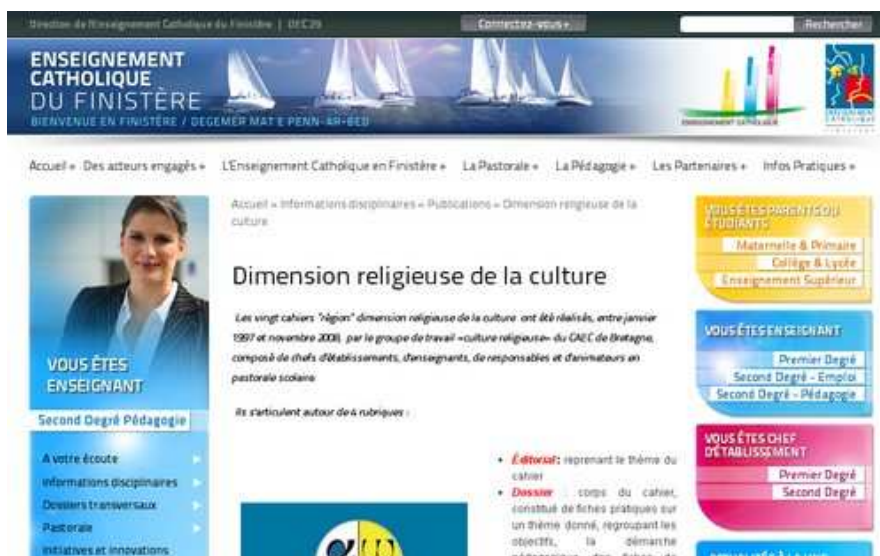 Direction de l'Enseignement Catholique du Finistère | DEC29
Connectez-vous
Rechercher
ENSEIGNEMENT
CATHOLIQUE
DU FINISTÈRE
BIENVENUE EN FINISTÈRE / DEGEMER MAT E PENN-AR-BED
ENSEIGNEMENT CATHOLIQUE
Accueil » Des acteurs engagés » L'Enseignement Catholique en Finistère » La Pastorale » La Pédagogie » Les Partenaires » Infos Pratiques »
Accueil » Informations disciplinaires » Publications » Dimension religieuse de la
culture
Dimension religieuse de la culture
Les vingt cahiers "région" dimension religieuse de la culture ont été réalisés, entre janvier
1997 et novembre 2008, par le groupe de travail «culture religieuse» du CAEC de Bretagne,
composé de chefs d'établissements, d'enseignants, de responsables et d'animateurs en
pastorale scolaire
Ils s'articulent autour de 4 rubriques :
• Éditorial : reprenant le thème du
cahier
• Dossier : corps du cahier,
constitué de fiches pratiques sur
un thème donné, regroupant les
objectifs, la démarche
pédagogique, des fiches de
VOUS ÊTES
ENSEIGNANT
Second Degré Pédagogie
A votre écoute
Informations disciplinaires
Dossiers transversaux
Pastorale
Initiatives et innovations
VOUS ÊTES PARENTS OU
ÉTUDIANTS
Maternelle & Primaire
Collège & Lycée
Enseignement Supérieur
VOUS ÊTES ENSEIGNANT
Premier Degré
Second Degré - Emploi
Second Degré - Pédagogie
VOUS ÊTES CHEF
D'ÉTABLISSEMENT
Premier Degré
Second Degré